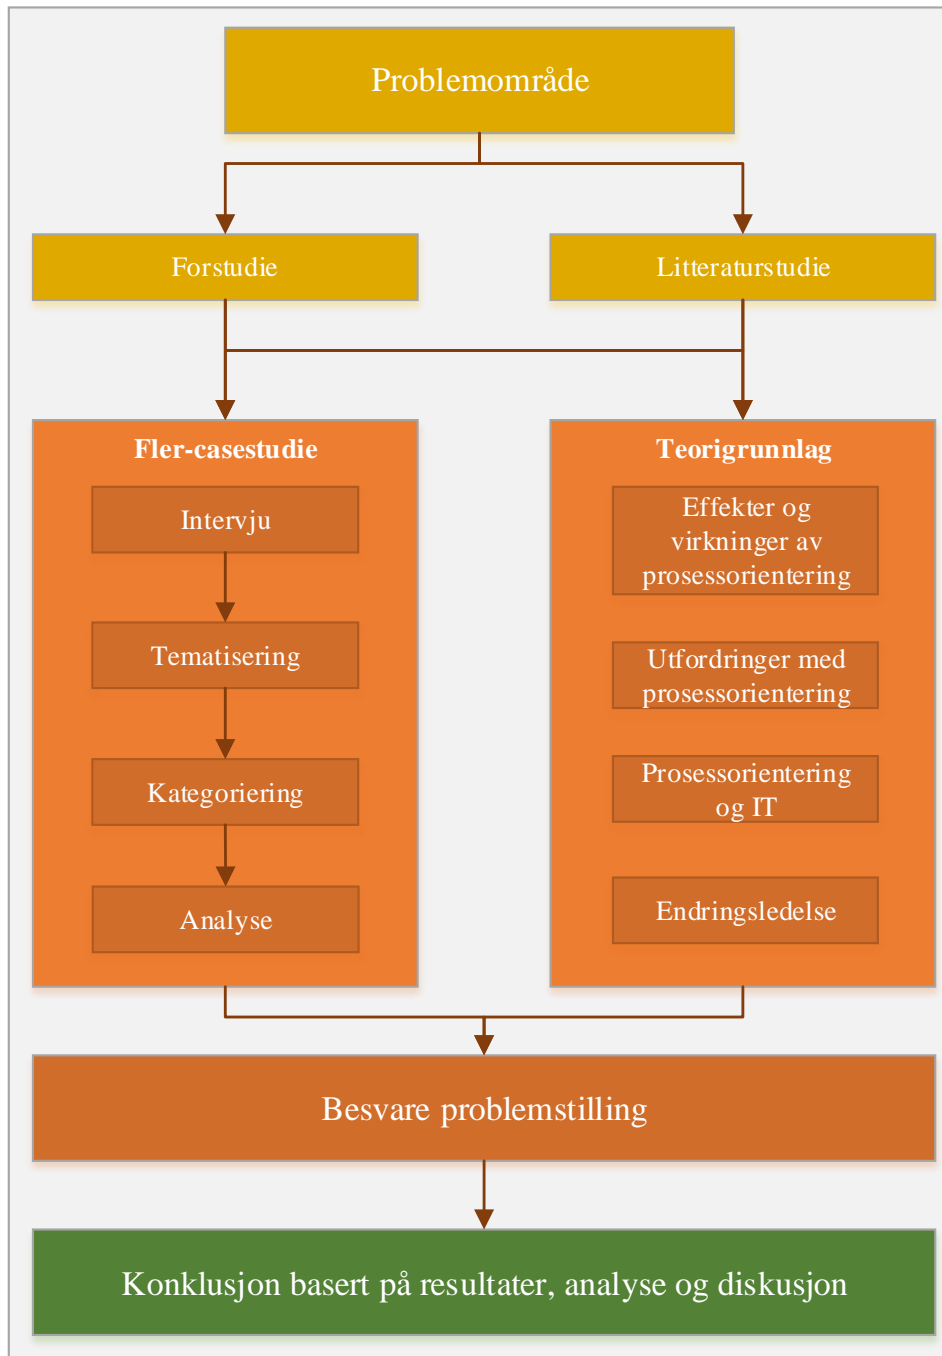 Problemområde
Forstudie
Litteraturstudie
Fler-casestudie
Intervju
Tematisering
Kategoriering
Analyse
Teorigrunnlag
Effekter og
virkninger av
prosessorientering
Utfordringer med
prosessorientering
Prosessorientering
og IT
Endringsledelse
Besvare problemstilling
Konklusjon basert på resultater, analyse og diskusjon